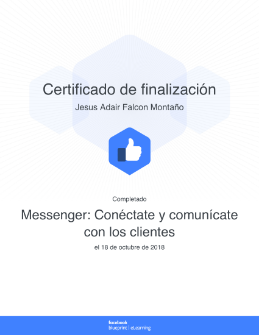 Certificado de finalización
Jesus Adair Falcon Montaño
Completado
Messenger: Conéctate y comunícate
con los clientes
el 18 de octubre de 2018
facebook
blueprint | eLearning